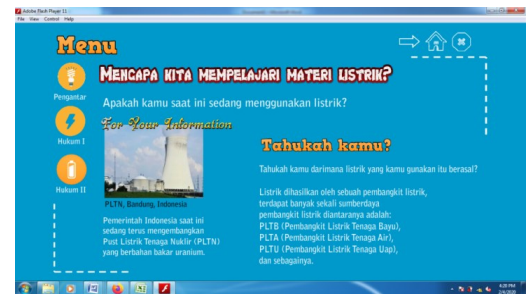 Adobe Flash Player 11
File View Control Help
Menu
MENGAPA KITA MEMPELAJARI MATERI LISTRIK?
Pengantar
Apakah kamu saat ini sedang menggunakan listrik?
For Your Information
Hukum I
Hukum II
PLTN, Bandung, Indonesia
Pemerintah Indonesia saat ini
sedang terus mengembangkan
Pust Listrik Tenaga Nuklir (PLTN)
yang berbahan bakar uranium.
Tahukah kamu?
Tahukah kamu darimana listrik yang kamu gunakan itu berasal?
Listrik dihasilkan oleh sebuah pembangkit listrik,
terdapat banyak sekali sumberdaya
pembangkit listrik diantaranya adalah:
PLTB (Pembangkit Listrik Tenaga Bayu),
PLTA (Pembangkit Listrik Tenaga Air),
PLTU (Pembangkit Listrik Tenaga Uap),
dan sebagainya.
4:20 PM